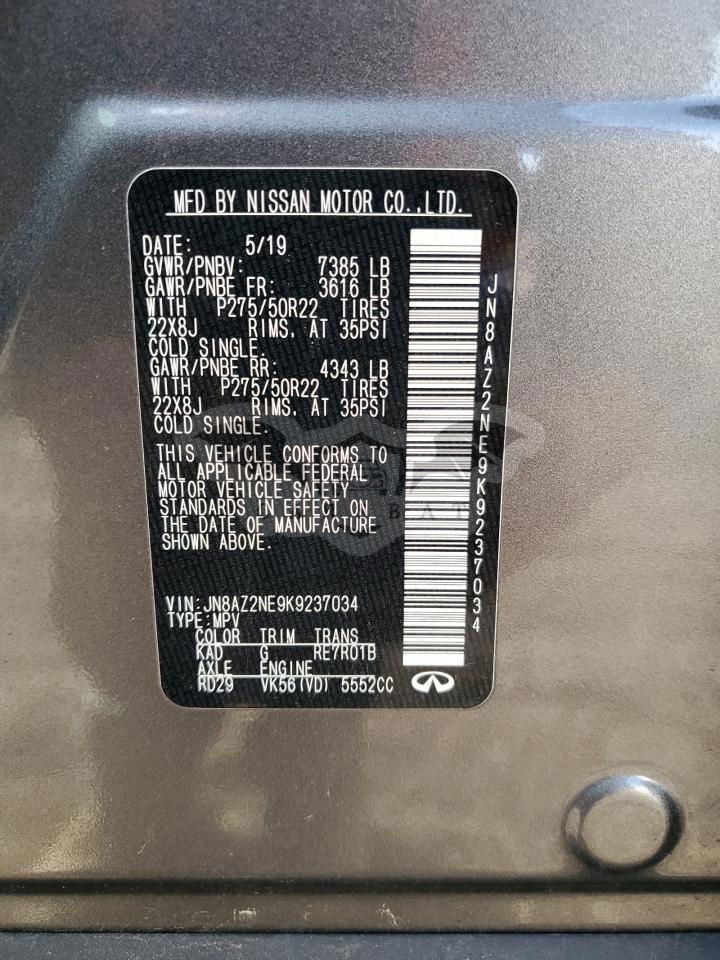 MFD BY NISSAN MOTOR CO.,LTD.
DATE: 5/19
GVWR/PNBV: 7385 LB
GAWR/PNBE FR: 3616 LB
WITH P275/50R22 TIRES
22X8J RIMS, AT 35PSI
COLD SINGLE.
GAWR/PNBE RR: 4343 LB
WITH P275/50R22 TIRES
22X8J RIMS, AT 35PSI
COLD SINGLE.
THIS VEHICLE CONFORMS TO
ALL APPLICABLE FEDERAL
MOTOR VEHICLE SAFETY
STANDARDS IN EFFECT ON
THE DATE OF MANUFACTURE
SHOWN ABOVE.
VIN:JN8AZ2NE9K9237034
TYPE:MPV
COLOR TRIM TRANS
KAD G RE7R01B
AXLE ENGINE
RD29 VK56(VD) 5552CC
JN8AZ2NE9K9237034